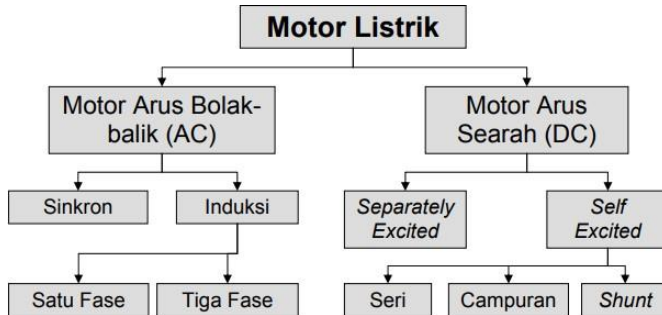 Motor Listrik
Motor Arus Bolak-
balik (AC)
Motor Arus
Searah (DC)
Sinkron
Induksi
Separately
Excited
Self
Excited
Satu Fase
Tiga Fase
Seri
Campuran
Shunt